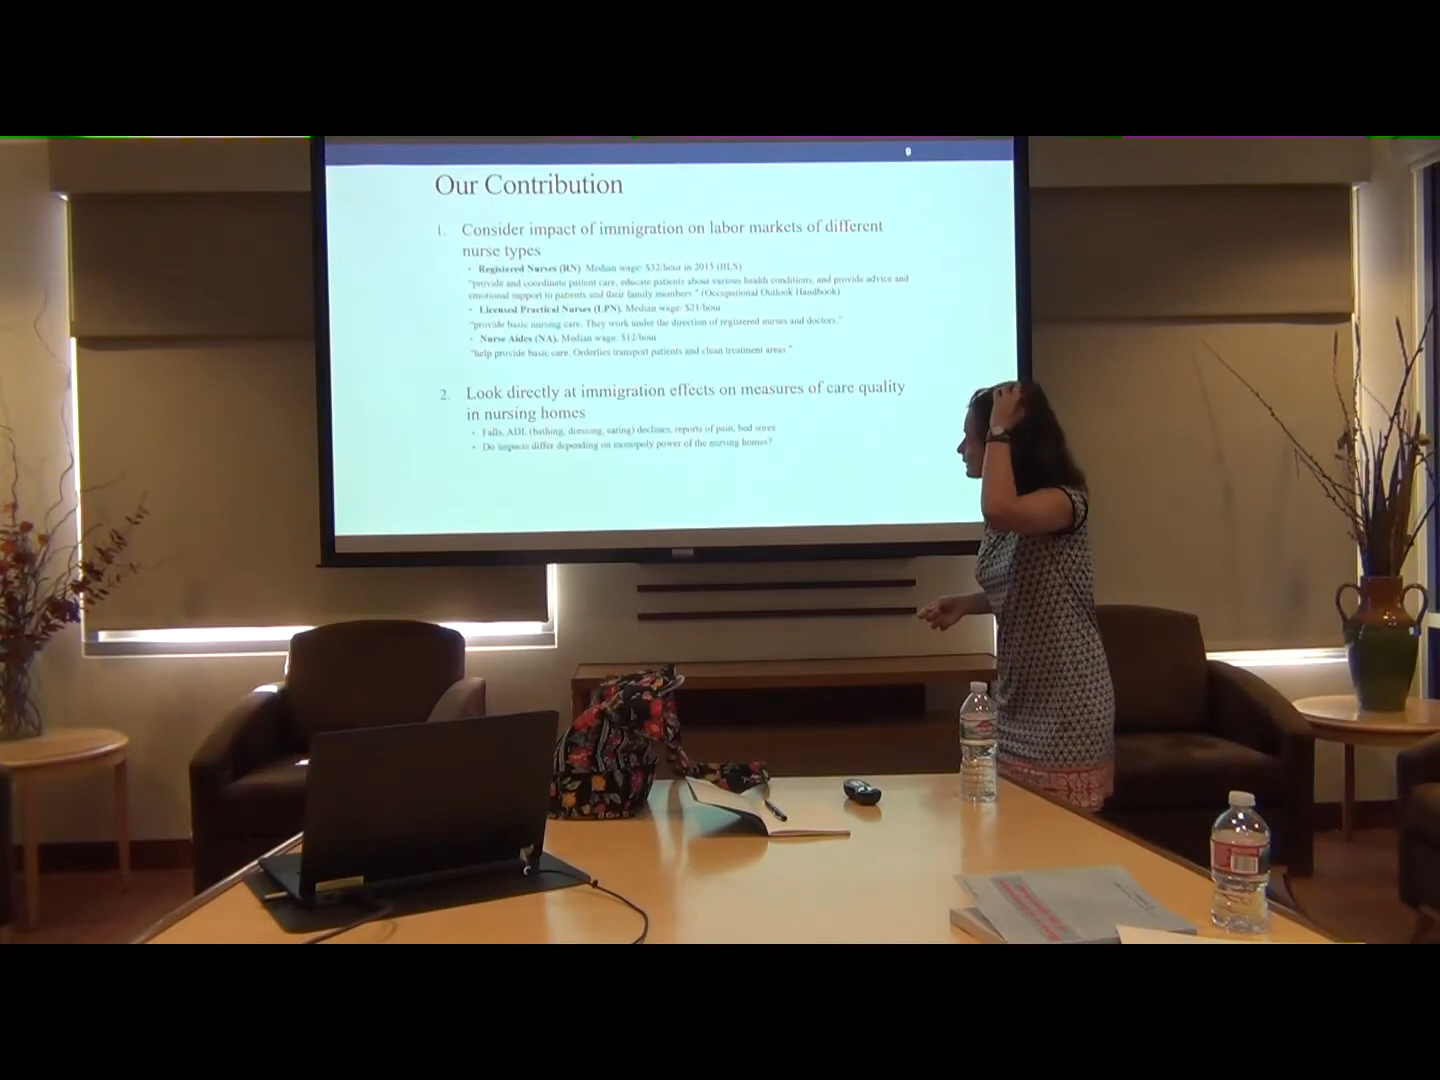 9
Our Contribution
1. Consider impact of immigration on labor markets of different
nurse types
• Registered Nurses (RN). Median wage: $32/hour in 2015 (BLS)
"provide and coordinate patient care, educate patients about various health conditions, and provide advice and
emotional support to patients and their family members." (Occupational Outlook Handbook)
• Licensed Practical Nurses (LPN). Median wage: $21/hour
"provide basic nursing care. They work under the direction of registered nurses and doctors."
• Nurse Aides (NA). Median wage: $12/hour
"help provide basic care. Orderlies transport patients and clean treatment areas."
2. Look directly at immigration effects on measures of care quality
in nursing homes
• Falls, ADL (bathing, dressing, eating) declines, reports of pain, bed sores
• Do impacts differ depending on monopoly power of the nursing homes?